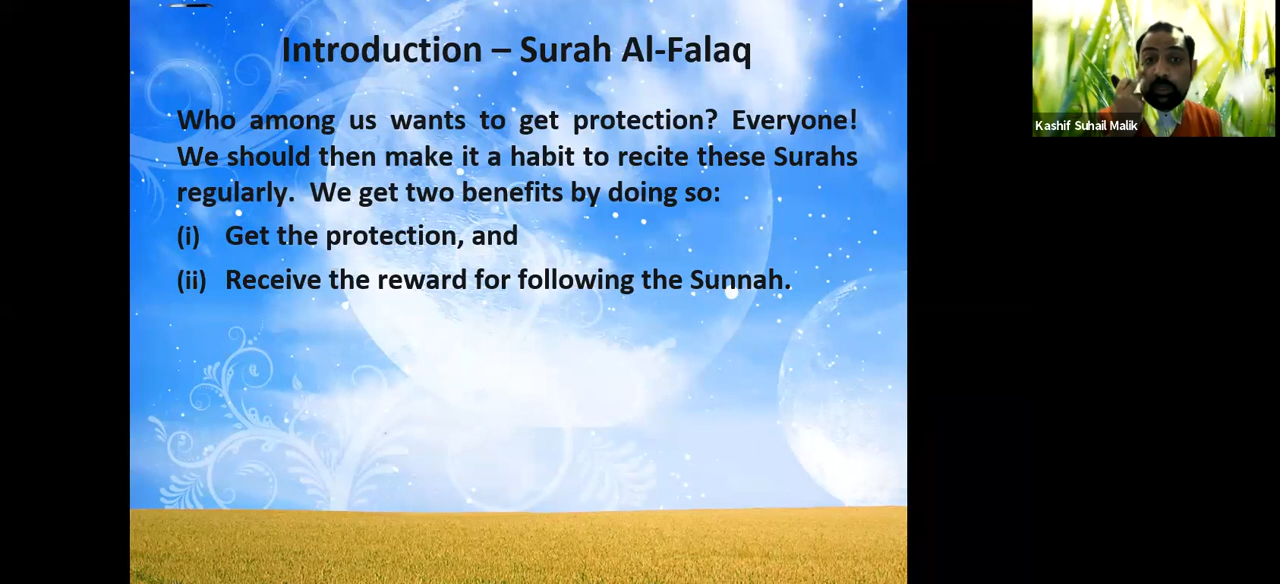 Introduction – Surah Al-Falaq
Who among us wants to get protection? Everyone!
We should then make it a habit to recite these Surahs
regularly.  We get two benefits by doing so:
(i) Get the protection, and
(ii) Receive the reward for following the Sunnah.
Kashif Suhail Malik